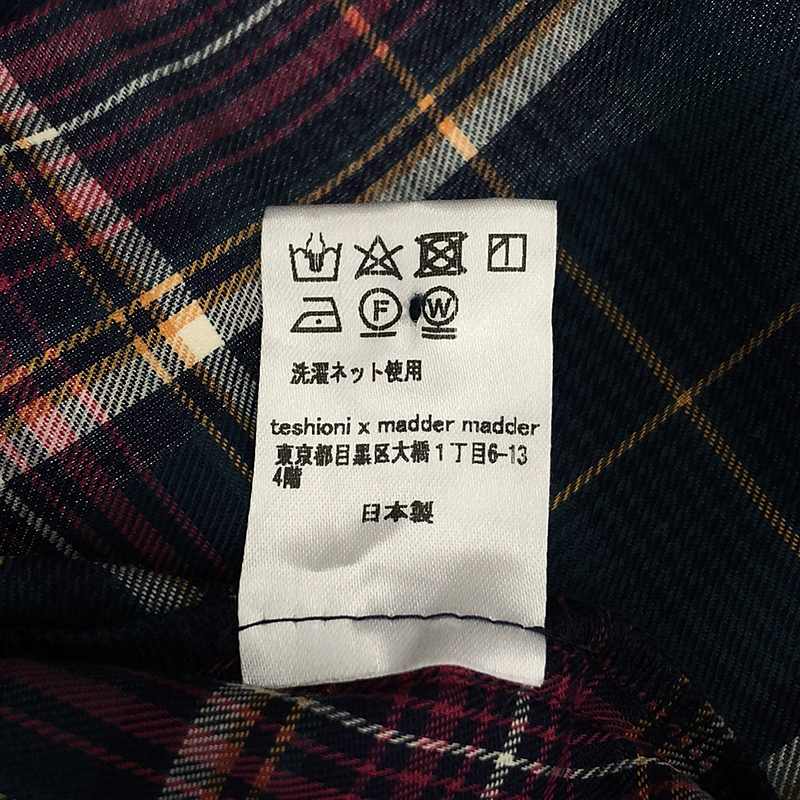 F W
洗濯ネット使用
teshioni x madder madder
東京都目黒区大橋1丁目6-13
4階
日本製